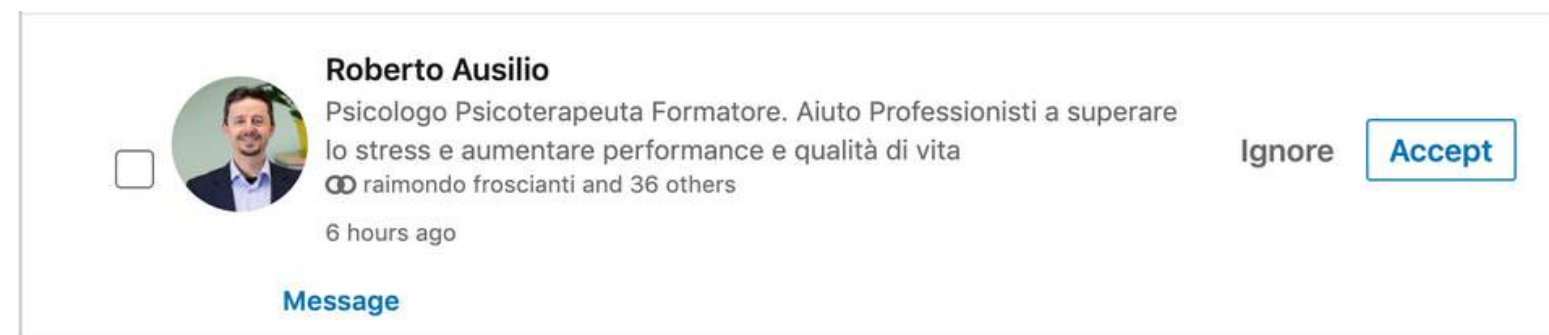 Roberto Ausilio
Psicologo Psicoterapeuta Formatore. Aiuto Professionisti a superare
lo stress e aumentare performance e qualità di vita
raimondo froscianti and 36 others
6 hours ago
Ignore
Accept
Message